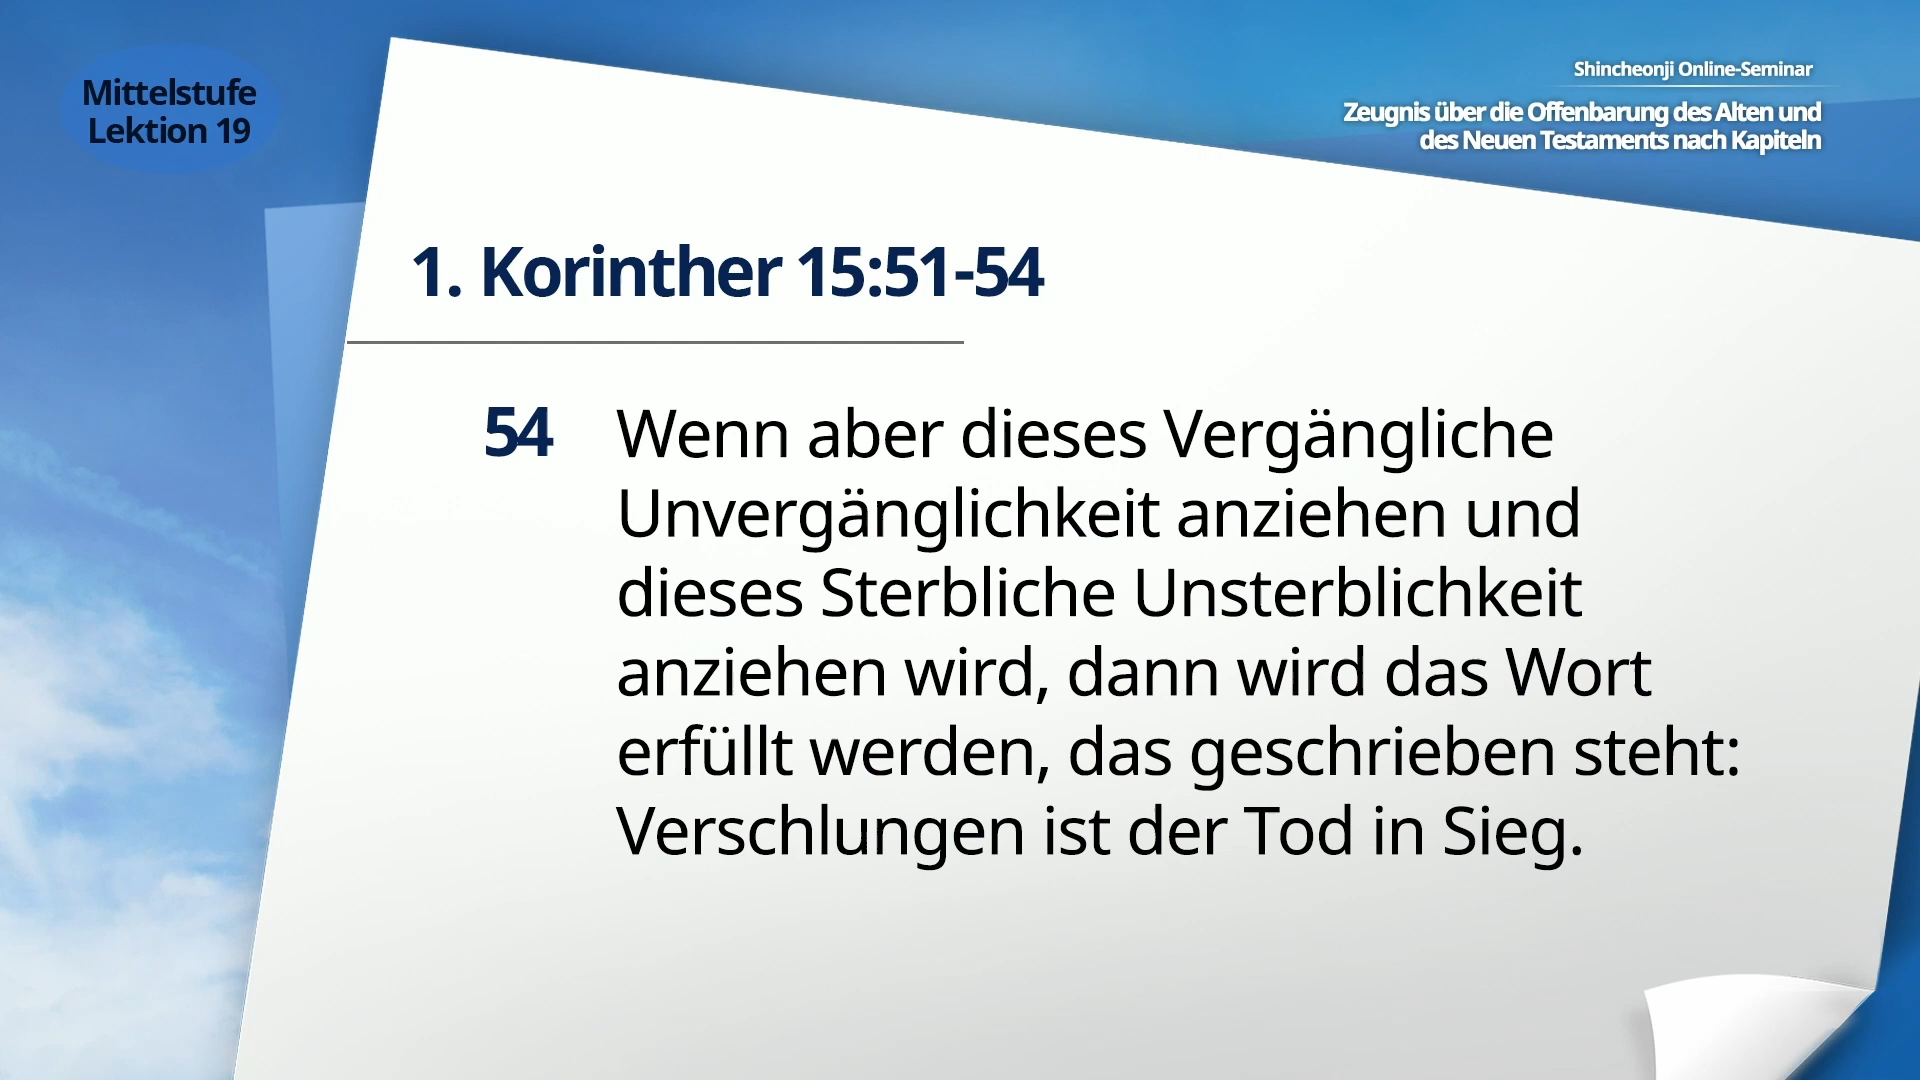 Mittelstufe
Lektion 19
Shincheonji Online-Seminar
Zeugnis über die Offenbarung des Alten und
des Neuen Testaments nach Kapiteln
1. Korinther 15:51-54
54 Wenn aber dieses Vergängliche
Unvergänglichkeit anziehen und
dieses Sterbliche Unsterblichkeit
anziehen wird, dann wird das Wort
erfüllt werden, das geschrieben steht:
Verschlungen ist der Tod in Sieg.